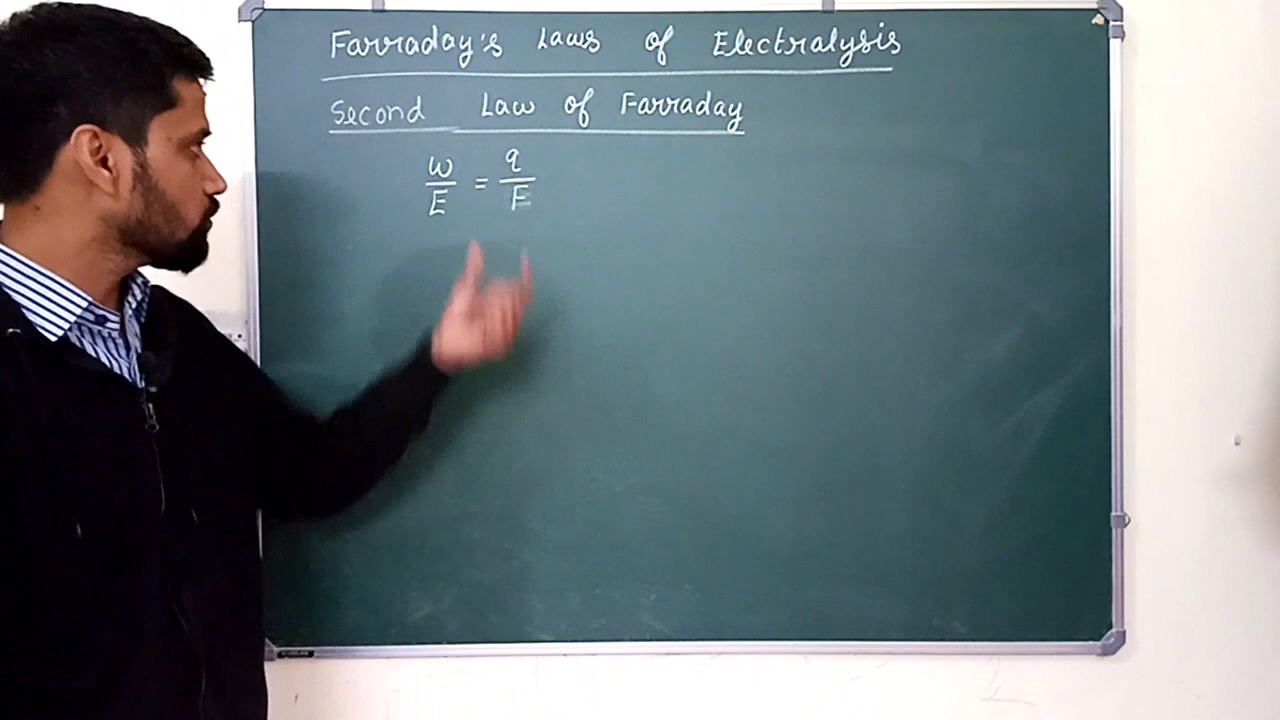 Farraday's Laws of Electralysis
Second Law of Farraday
w/E = q/F